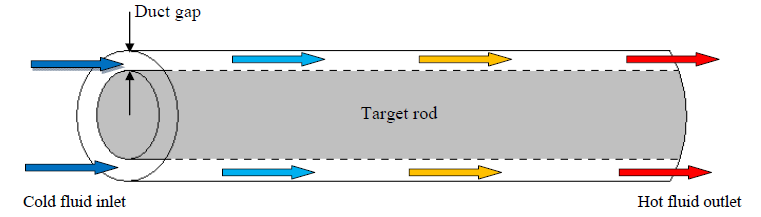 Duct gap
Target rod
Cold fluid inlet
Hot fluid outlet